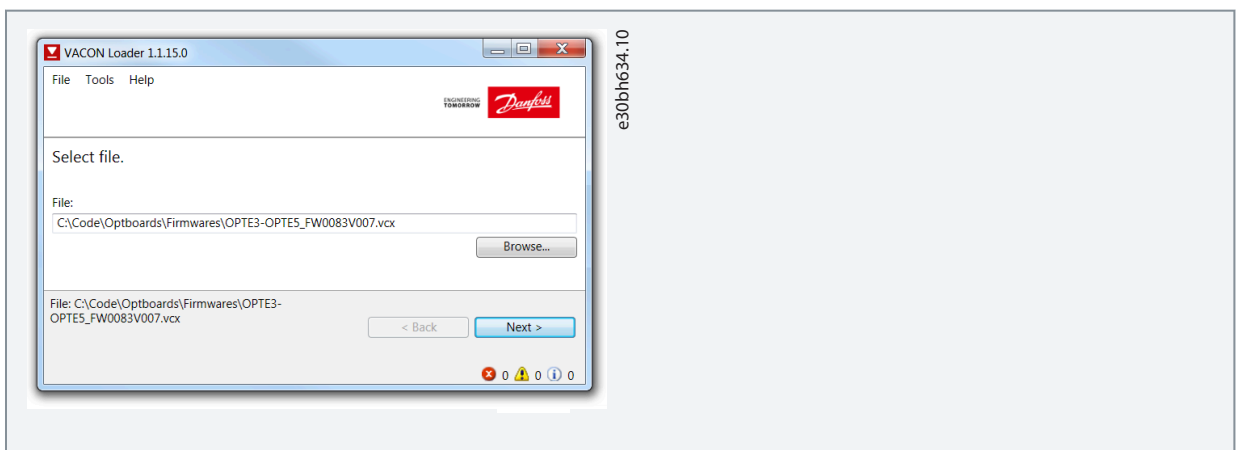 VACON Loader 1.1.15.0
File Tools Help
ENGINEERING
TOMORROW
Danfoss
Select file.
File:
C:\Code\Optboards\Firmwares\OPTE3-OPTE5_FW0083V007.vcx
Browse...
File: C:\Code\Optboards\Firmwares\OPTE3-
OPTE5_FW0083V007.vcx
< Back Next >
0 0 0
e30bh634.10